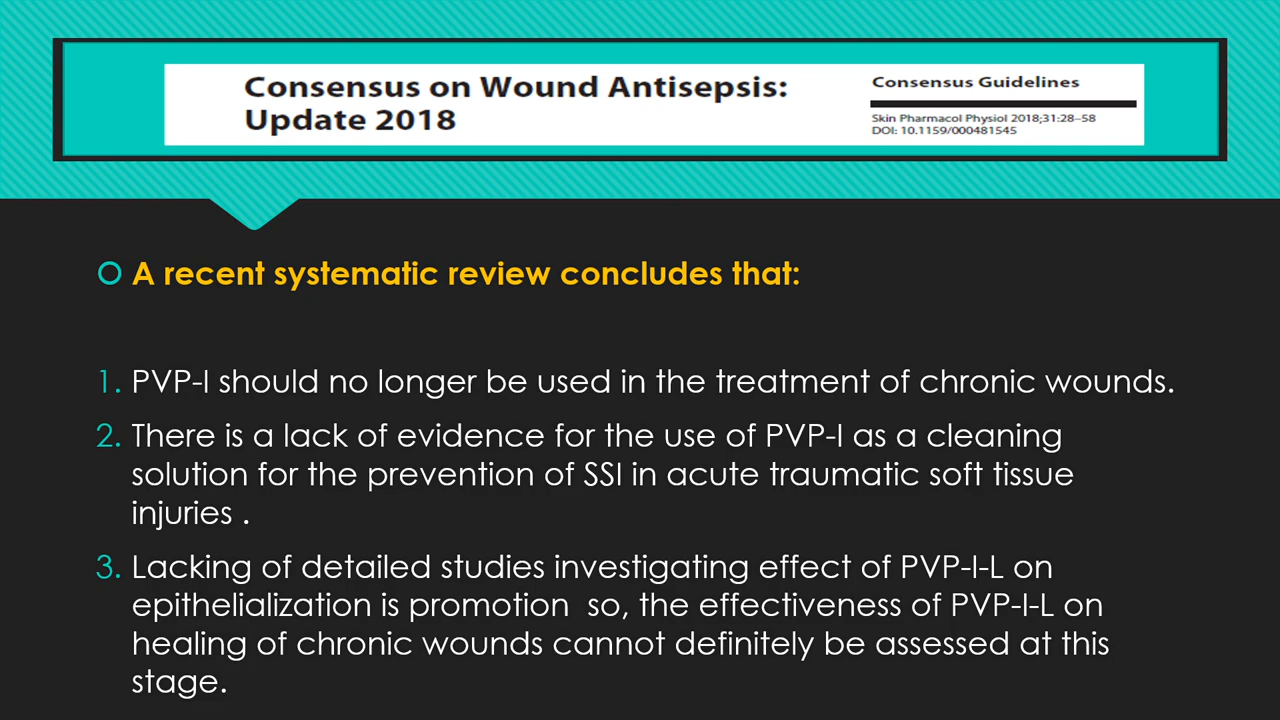 Consensus on Wound Antisepsis:
Update 2018
Consensus Guidelines
Skin Pharmacol Physiol 2018;31:28–58
DOI: 10.1159/000481545
A recent systematic review concludes that:
1. PVP-I should no longer be used in the treatment of chronic wounds.
2. There is a lack of evidence for the use of PVP-I as a cleaning
solution for the prevention of SSI in acute traumatic soft tissue
injuries .
3. Lacking of detailed studies investigating effect of PVP-I-L on
epithelialization is promotion  so, the effectiveness of PVP-I-L on
healing of chronic wounds cannot definitely be assessed at this
stage.